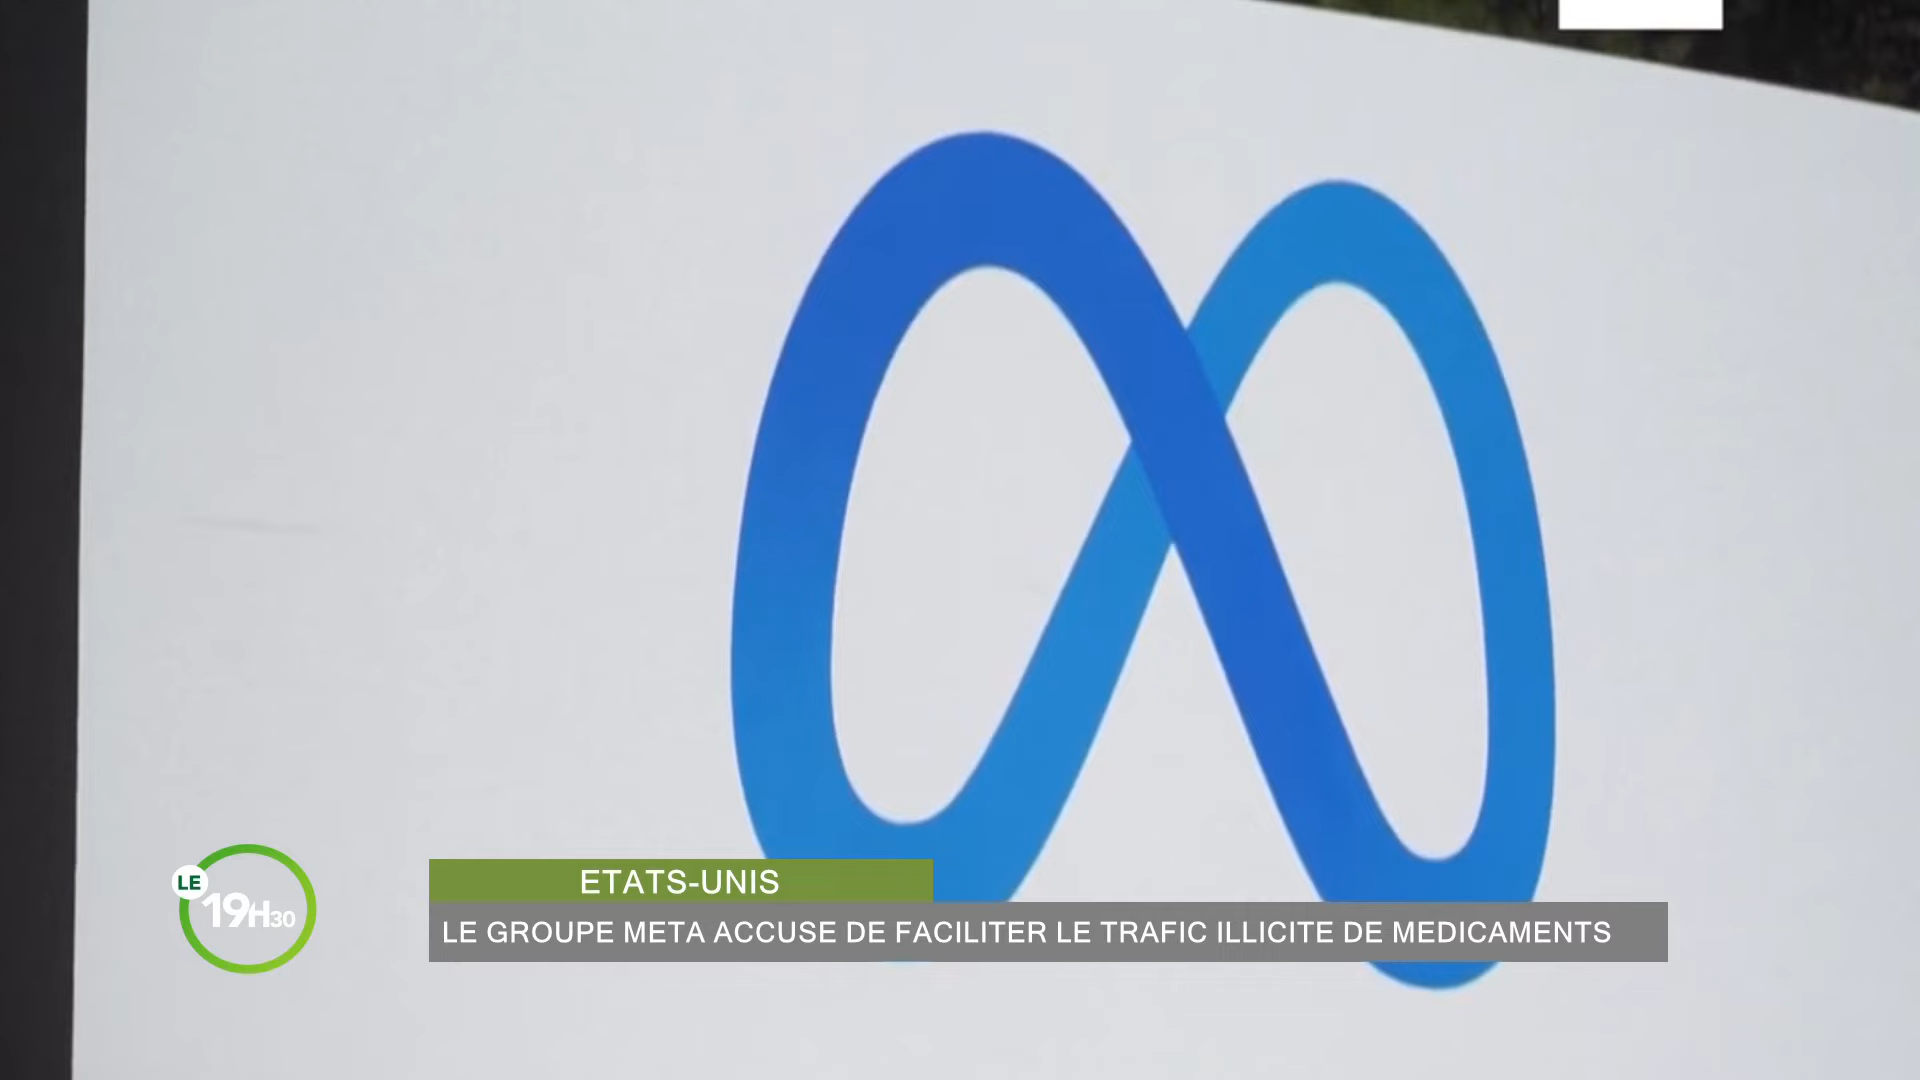 ETATS-UNIS
LE GROUPE META ACCUSE DE FACILITER LE TRAFIC ILLICITE DE MEDICAMENTS
LE
19H30